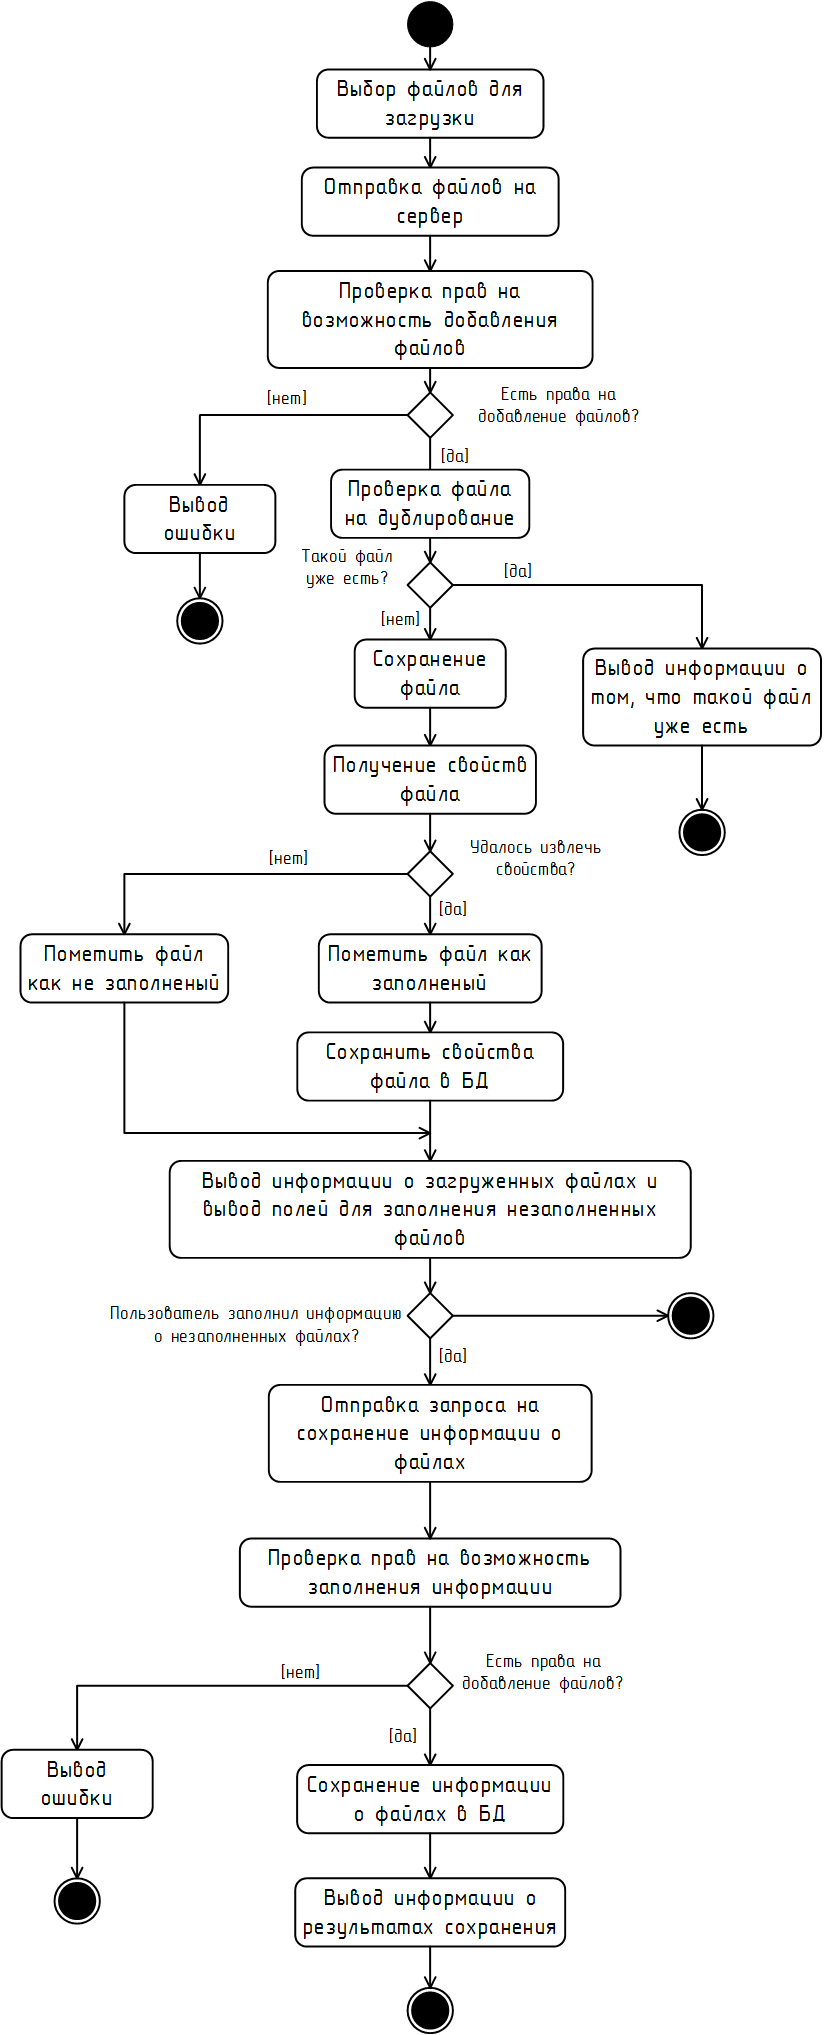 Выбор файлов для
загрузки
Отправка файлов на
сервер
Проверка прав на
возможность добавления
файлов
[нет]
Есть права на
добавление файлов?
[да]
Проверка файла
на дублирование
Вывод
ошибки
Такой файл
уже есть?
[да]
[нет]
Сохранение
файла
Вывод информации о
том, что такой файл
уже есть
Получение свойств
файла
Удалось извлечь
свойства?
[нет]
[да]
Пометить файл
как не заполненый
Пометить файл как
заполненый
Сохранить свойства
файла в БД
Вывод информации о загруженных файлах и
вывод полей для заполнения незаполненных
файлов
Пользователь заполнил информацию
о незаполненных файлах?
[да]
Отправка запроса на
сохранение информации о
файлах
Проверка прав на возможность
заполнения информации
Есть права на
добавление файлов?
[нет]
[да]
Вывод
ошибки
Сохранение информации
о файлах в БД
Вывод информации о
результатах сохранения